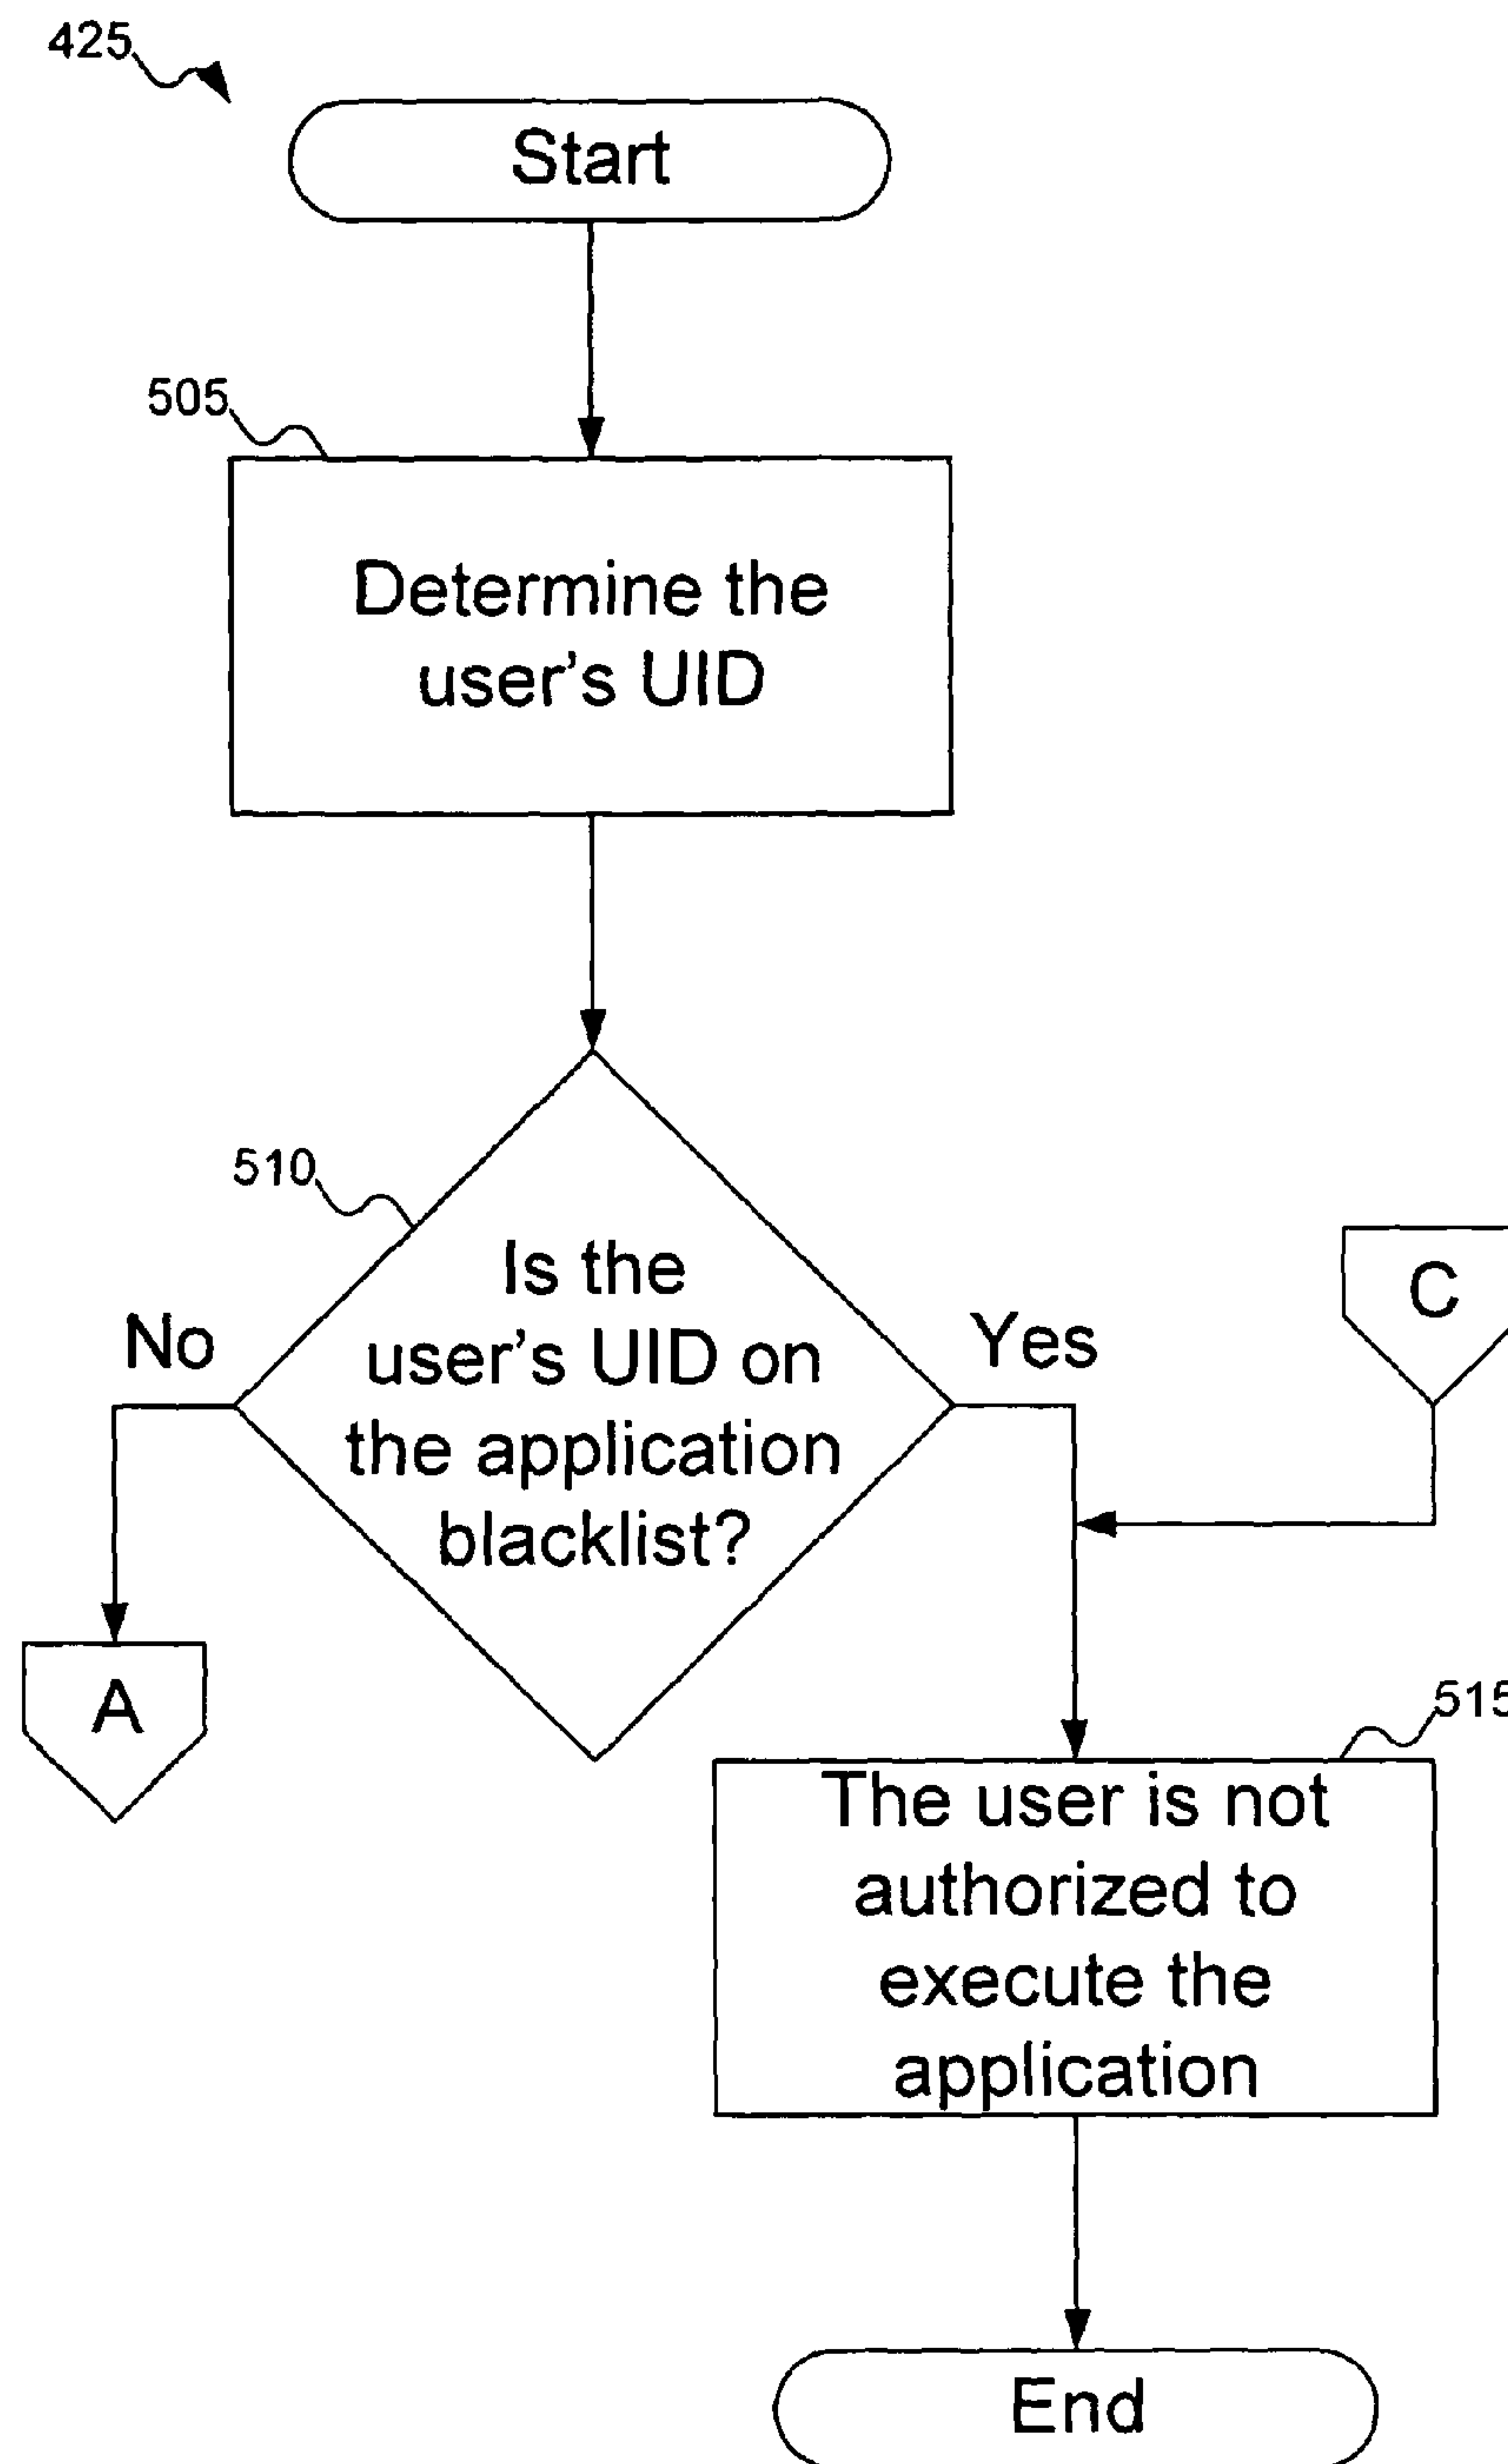 425
Start
505
Determine the
user's UID
510
Is the
user's UID on
the application
blacklist?
No
Yes
C
A
515
The user is not
authorized to
execute the
application
End